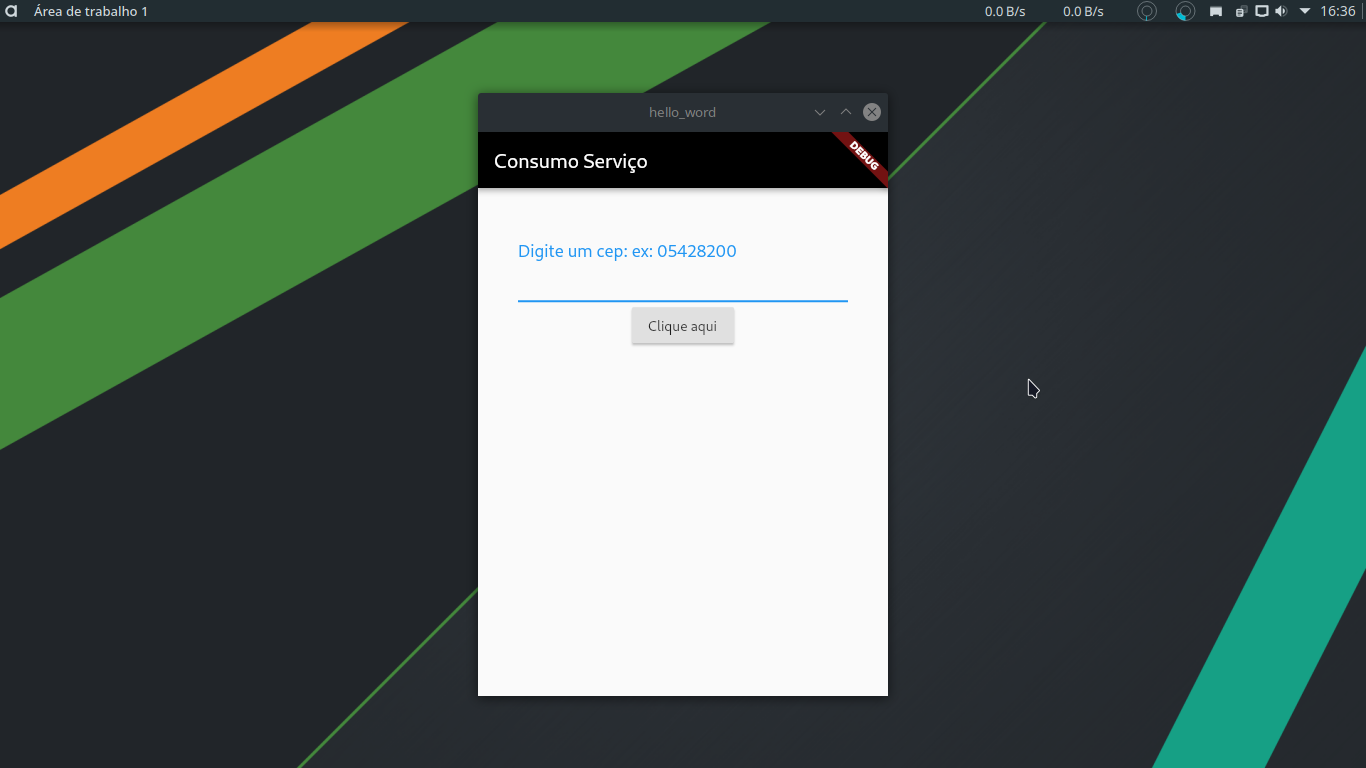 Área de trabalho 1 0.0 B/s 0.0 B/s 16:36
hello_word
Consumo Serviço
DEBUG
Digite um cep: ex: 05428200
Clique aqui